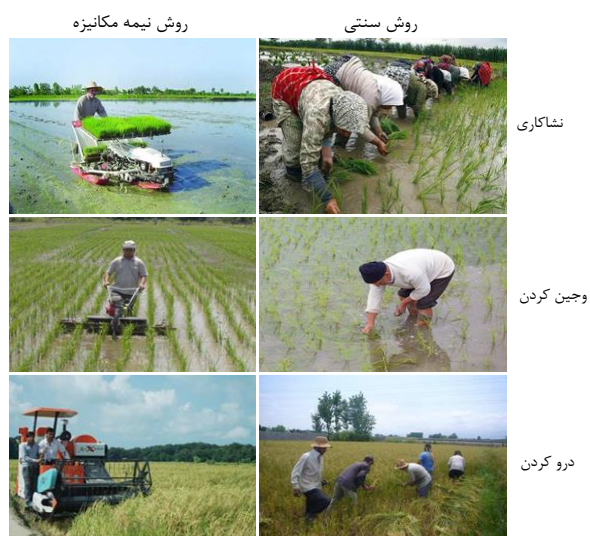 روش سنتی
روش نیمه مکانیزه
نشاکاری
وجین کردن
درو کردن